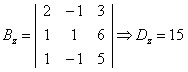 B_z = | 2 -1 3 |
| 1 1 6 | ⇒ D_z = 15
| 1 -1 5 |